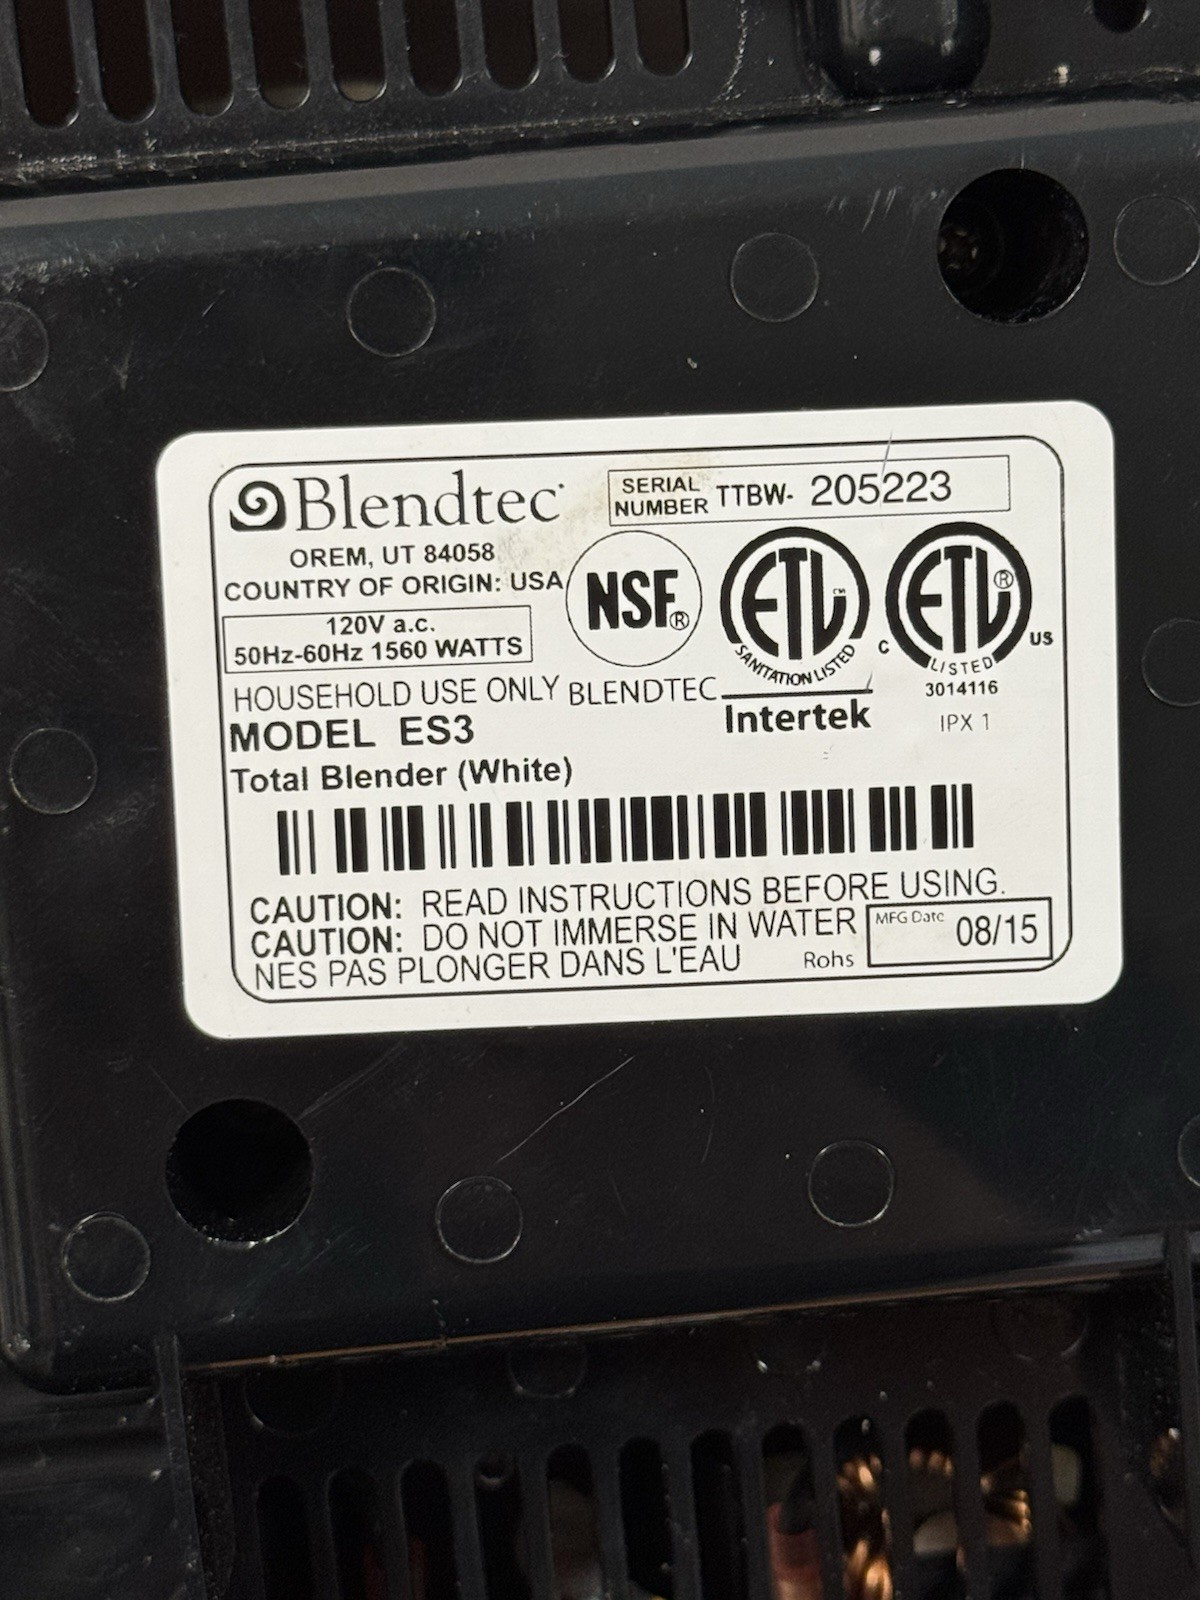 Blendtec
SERIAL NUMBER TTBW- 205223
OREM, UT 84058
COUNTRY OF ORIGIN: USA
120V a.c.
50Hz-60Hz 1560 WATTS
NSF®
ETL™
SANITATION LISTED
Intertek
C ETL® US
LISTED
3014116
IPX 1
HOUSEHOLD USE ONLY BLENDTEC
MODEL ES3
Total Blender (White)
CAUTION: READ INSTRUCTIONS BEFORE USING.
CAUTION: DO NOT IMMERSE IN WATER
NES PAS PLONGER DANS L'EAU
Rohs
MFG Date 08/15